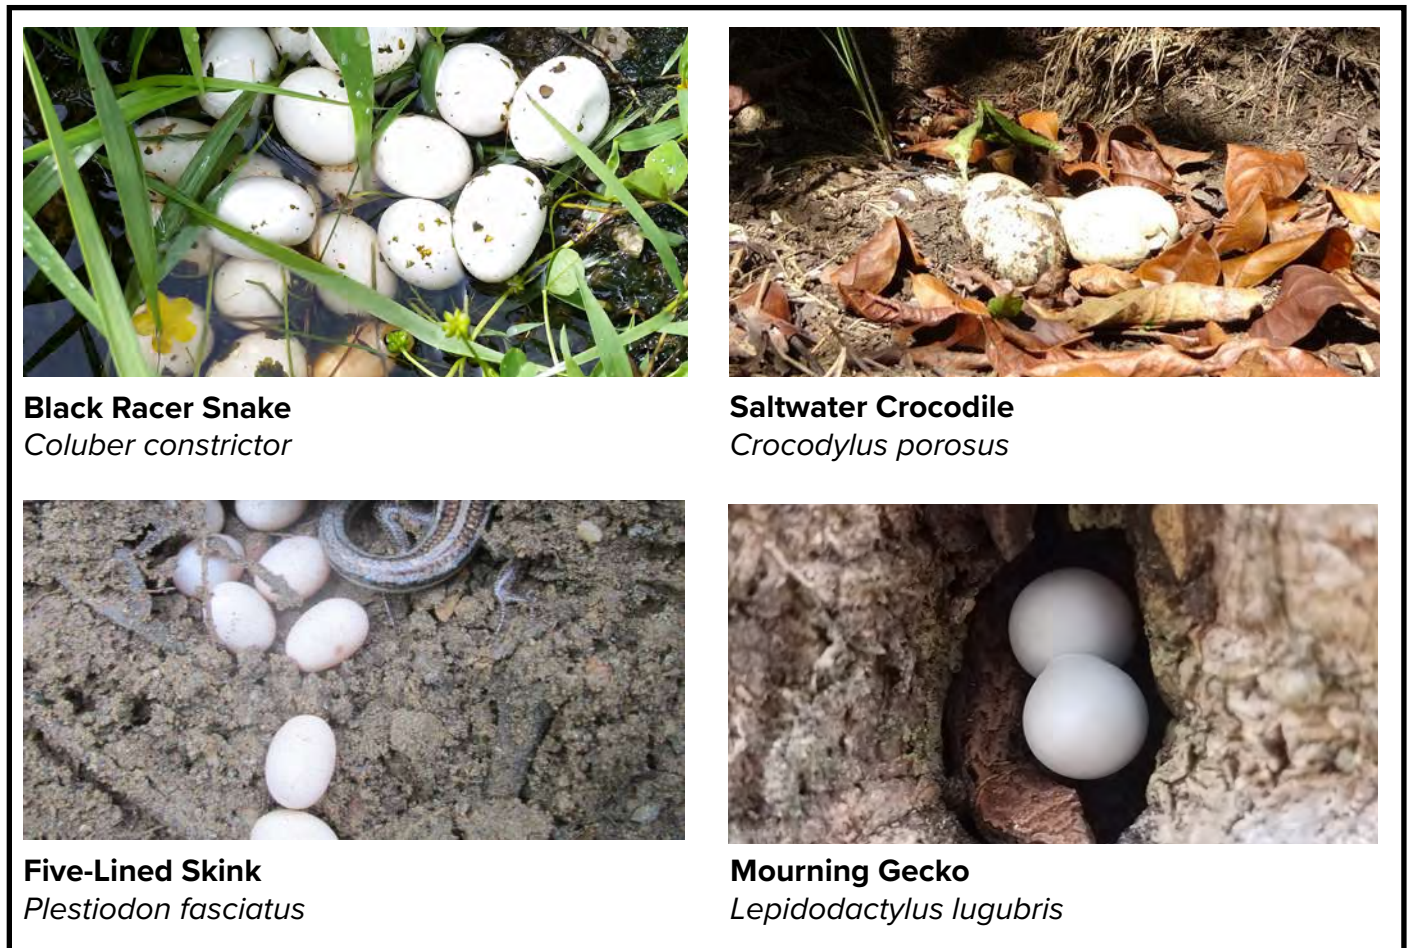 Black Racer Snake
Coluber constrictor
Saltwater Crocodile
Crocodylus porosus
Five-Lined Skink
Plestiodon fasciatus
Mourning Gecko
Lepidodactylus lugubris